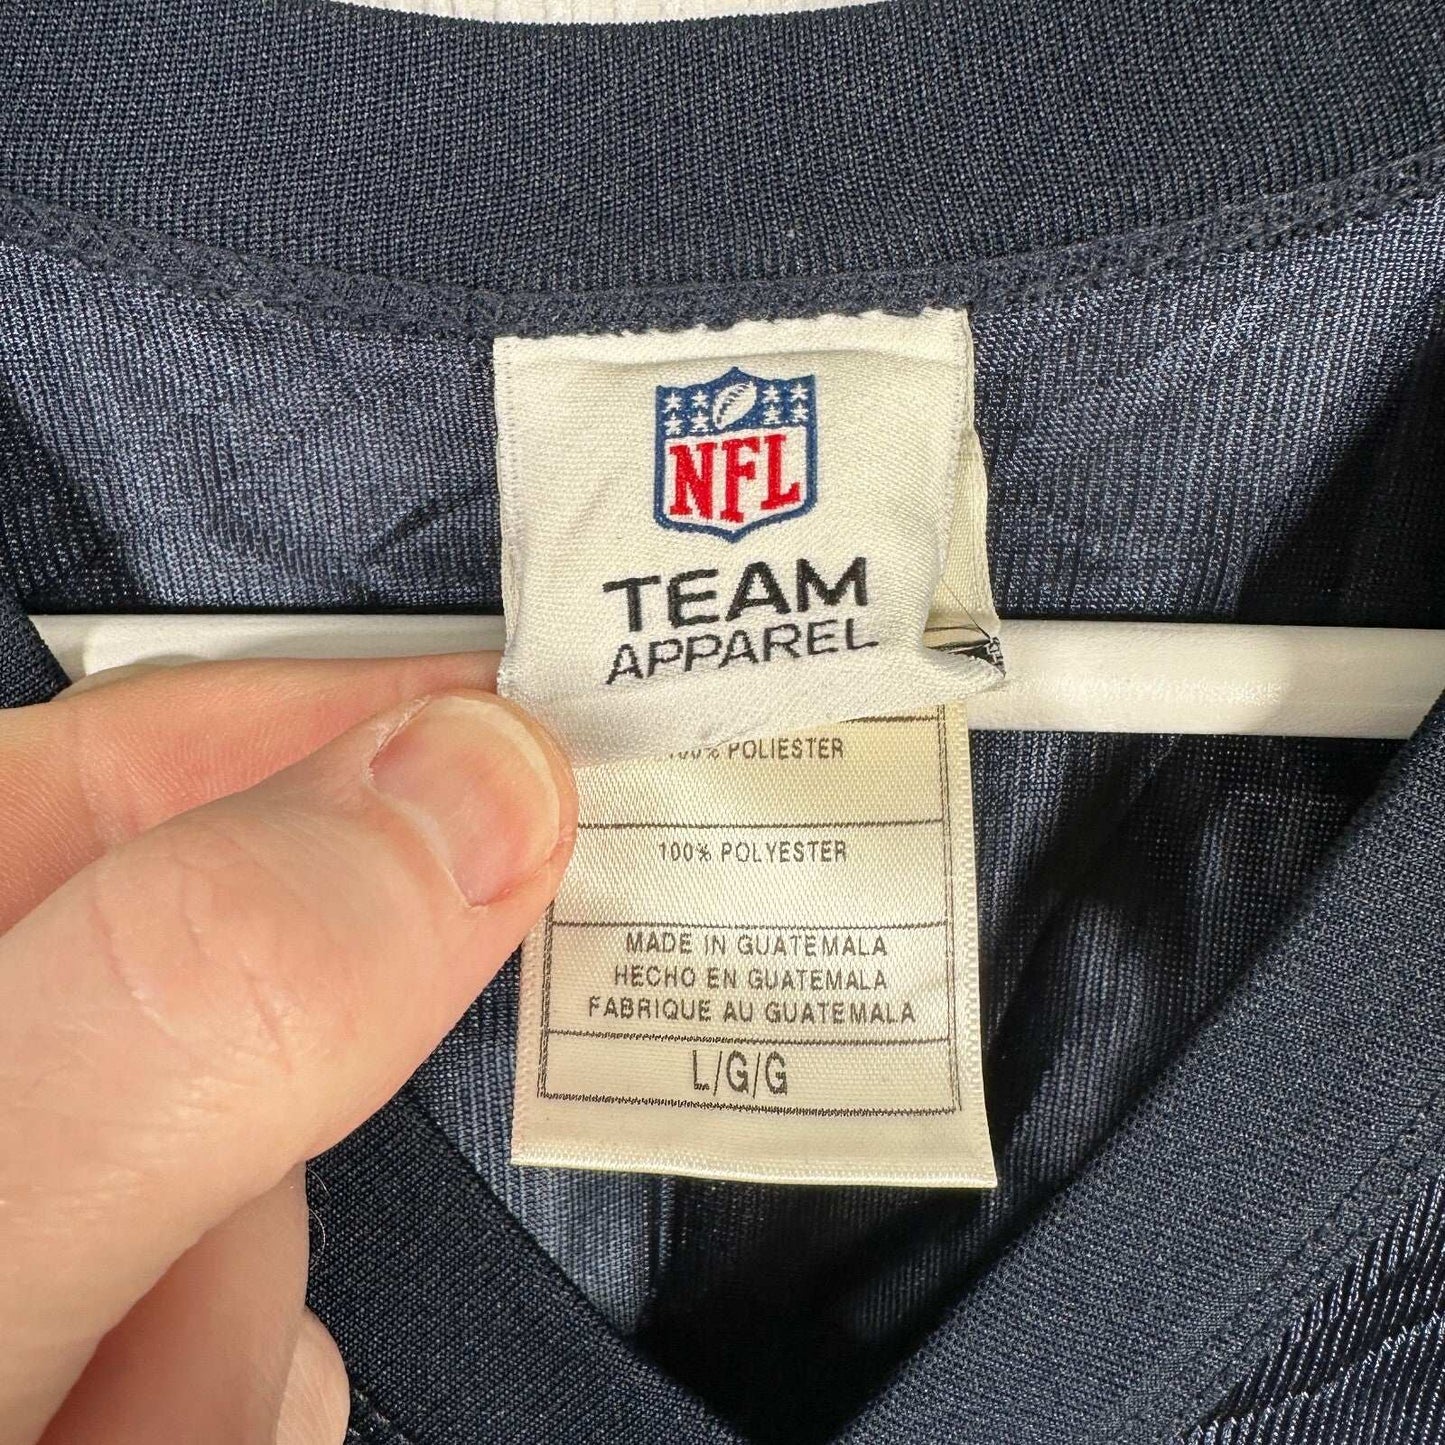 NFL
TEAM
APPAREL
100% POLIESTER
100% POLYESTER
MADE IN GUATEMALA
HECHO EN GUATEMALA
FABRIQUE AU GUATEMALA
L/G/G